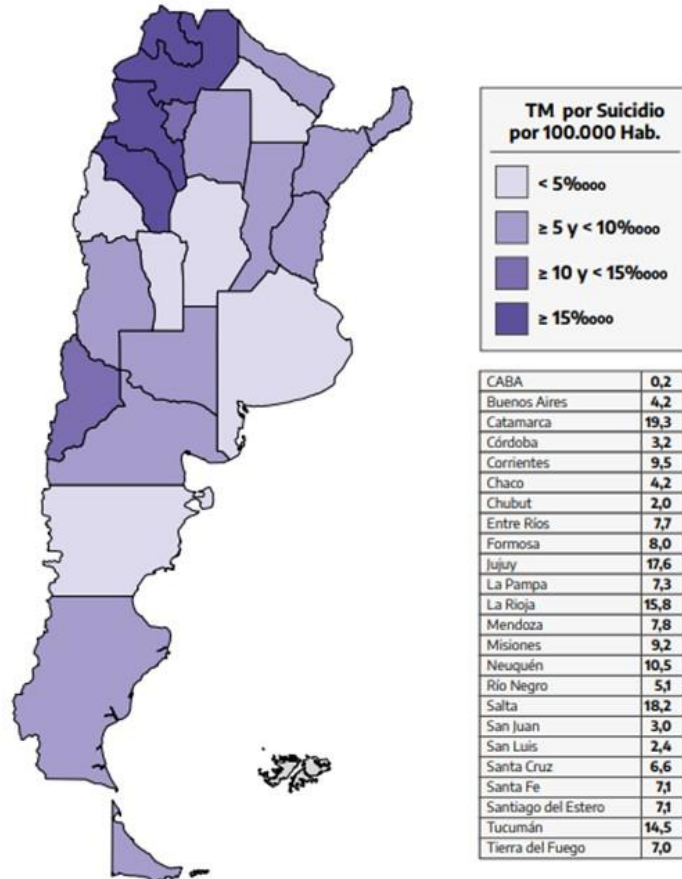 TM por Suicidio
por 100.000 Hab.
< 5%ooo
≥ 5 y < 10%ooo
≥ 10 y < 15%ooo
≥ 15%ooo
CABA 0,2
Buenos Aires 4,2
Catamarca 19,3
Córdoba 3,2
Corrientes 9,5
Chaco 4,2
Chubut 2,0
Entre Ríos 7,7
Formosa 8,0
Jujuy 17,6
La Pampa 7,3
La Rioja 15,8
Mendoza 7,8
Misiones 9,2
Neuquén 10,5
Río Negro 5,1
Salta 18,2
San Juan 3,0
San Luis 2,4
Santa Cruz 6,6
Santa Fe 7,1
Santiago del Estero 7,1
Tucumán 14,5
Tierra del Fuego 7,0